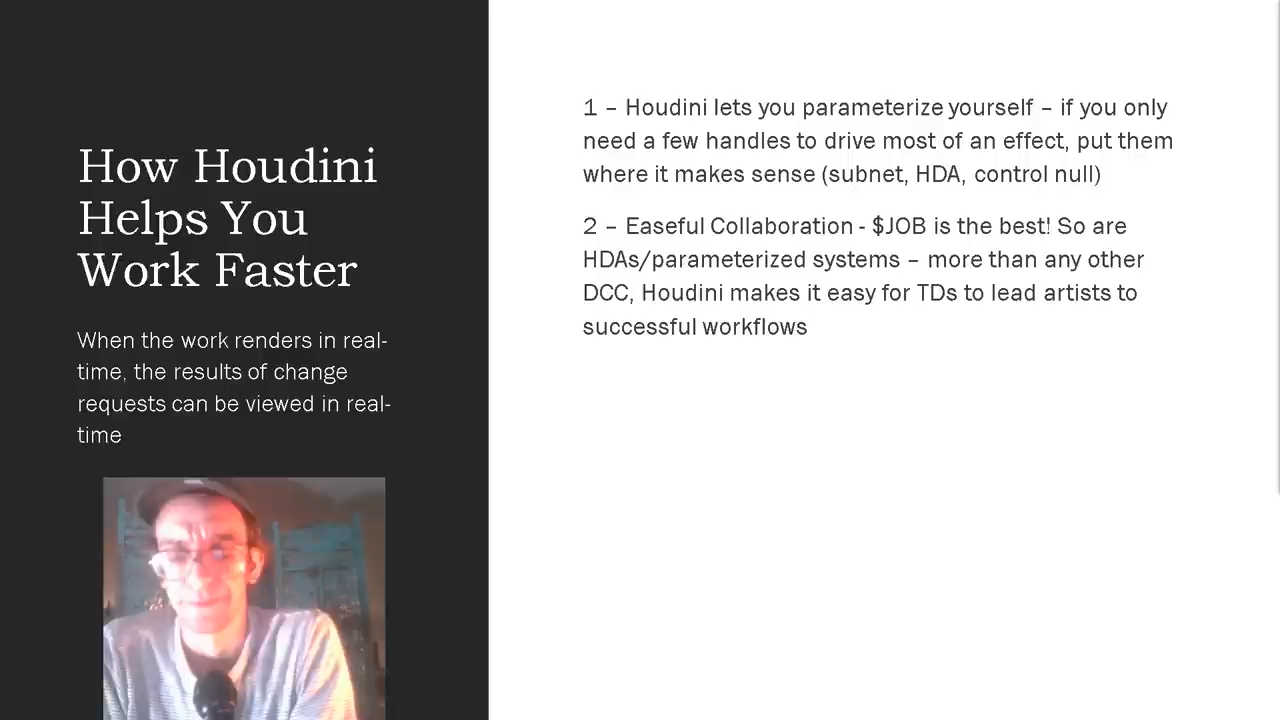 How Houdini
Helps You
Work Faster
When the work renders in real-
time, the results of change
requests can be viewed in real-
time
1 – Houdini lets you parameterize yourself – if you only
need a few handles to drive most of an effect, put them
where it makes sense (subnet, HDA, control null)
2 – Easeful Collaboration - $JOB is the best! So are
HDAs/parameterized systems – more than any other
DCC, Houdini makes it easy for TDs to lead artists to
successful workflows